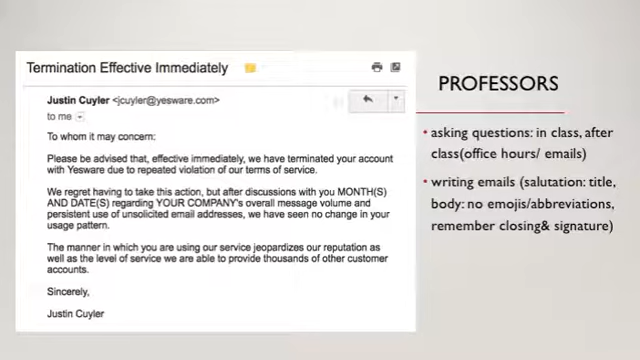 Termination Effective Immediately
Justin Cuyler <jcuyler@yesware.com>
to me
To whom it may concern:
Please be advised that, effective immediately, we have terminated your account
with Yesware due to repeated violation of our terms of service.
We regret having to take this action, but after discussions with you MONTH(S)
AND DATE(S) regarding YOUR COMPANY's overall message volume and
persistent use of unsolicited email addresses, we have seen no change in your
usage pattern.
The manner in which you are using our service jeopardizes our reputation as
well as the level of service we are able to provide thousands of other customer
accounts.
Sincerely,
Justin Cuyler
PROFESSORS
• asking questions: in class, after
class(office hours/ emails)
• writing emails (salutation: title,
body: no emojis/abbreviations,
remember closing& signature)